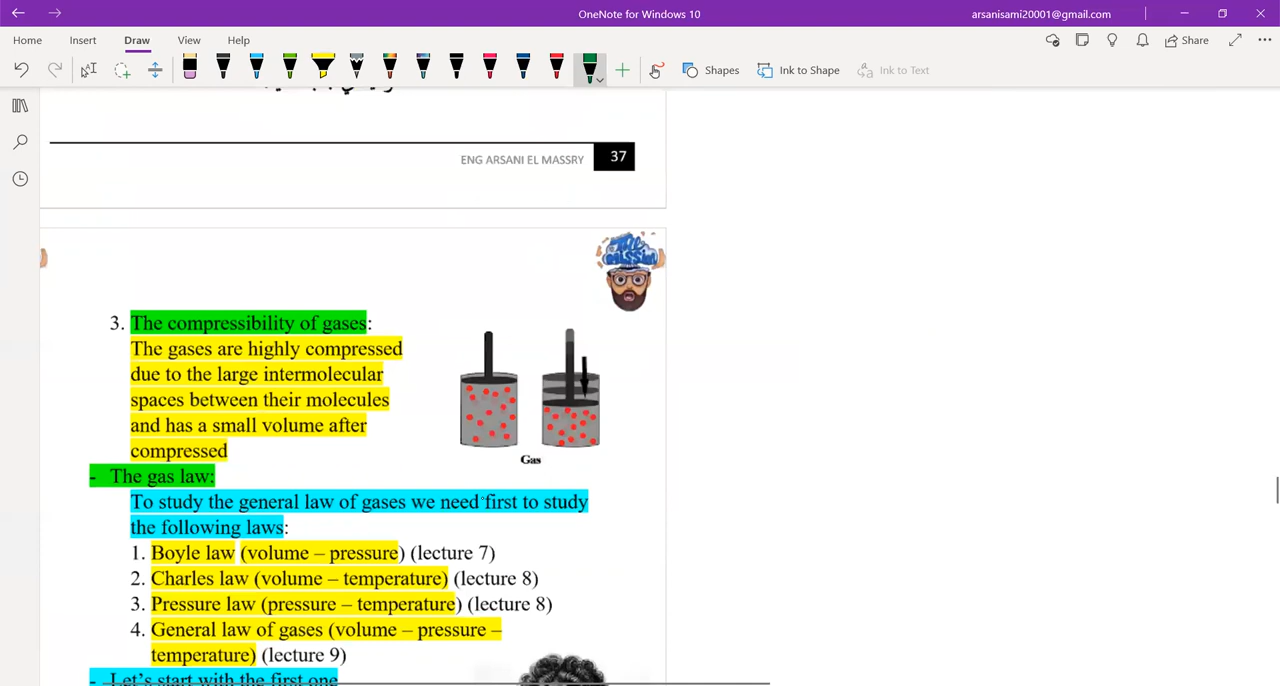 OneNote for Windows 10
arsanisami20001@gmail.com
Home Insert Draw View Help
Share
Shapes
Ink to Shape
Ink to Text
ENG ARSANI EL MASSRY 37
3. The compressibility of gases:
The gases are highly compressed
due to the large intermolecular
spaces between their molecules
and has a small volume after
compressed
Gas
- The gas law:
To study the general law of gases we need first to study
the following laws:
1. Boyle law (volume – pressure) (lecture 7)
2. Charles law (volume – temperature) (lecture 8)
3. Pressure law (pressure – temperature) (lecture 8)
4. General law of gases (volume – pressure –
temperature) (lecture 9)
- Let's start with the first one